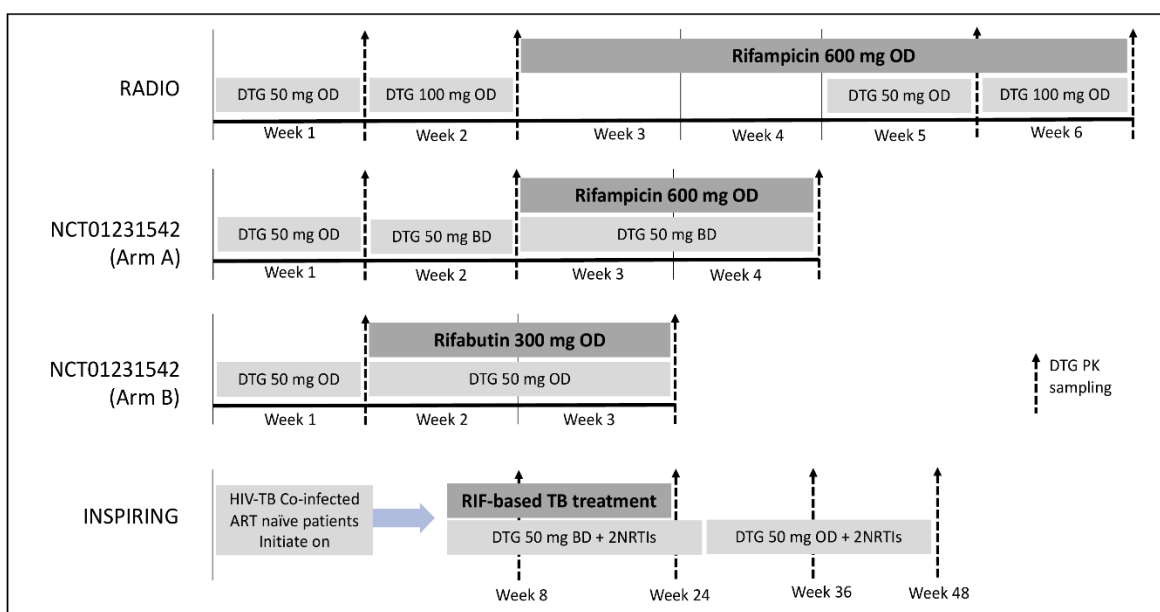 Rifampicin 600 mg OD
RADIO
DTG 50 mg OD
DTG 100 mg OD
DTG 50 mg OD
DTG 100 mg OD
Week 1
Week 2
Week 3
Week 4
Week 5
Week 6
Rifampicin 600 mg OD
NCT01231542
(Arm A)
DTG 50 mg OD
DTG 50 mg BD
DTG 50 mg BD
Week 1
Week 2
Week 3
Week 4
Rifabutin 300 mg OD
NCT01231542
(Arm B)
DTG 50 mg OD
DTG 50 mg OD
Week 1
Week 2
Week 3
DTG PK
sampling
INSPIRING
HIV-TB Co-infected
ART naïve patients
Initiate on
RIF-based TB treatment
DTG 50 mg BD + 2NRTIs
DTG 50 mg OD + 2NRTIs
Week 8
Week 24
Week 36
Week 48